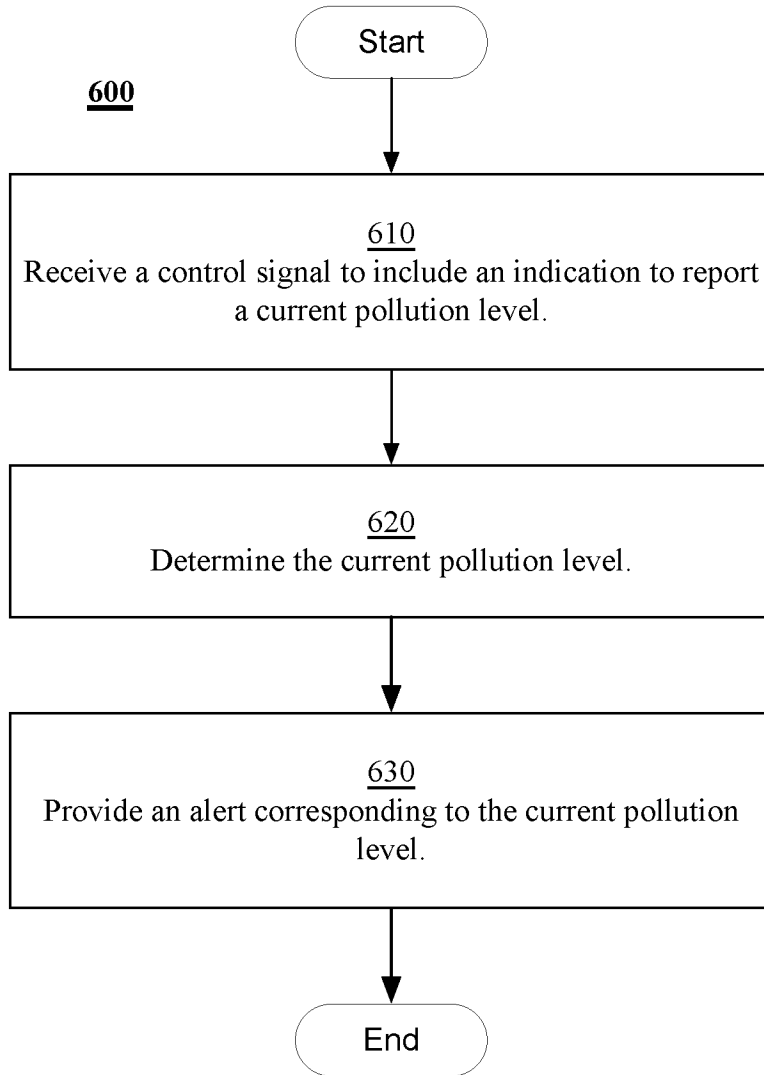 Start
600
610
Receive a control signal to include an indication to report
a current pollution level.
620
Determine the current pollution level.
630
Provide an alert corresponding to the current pollution
level.
End